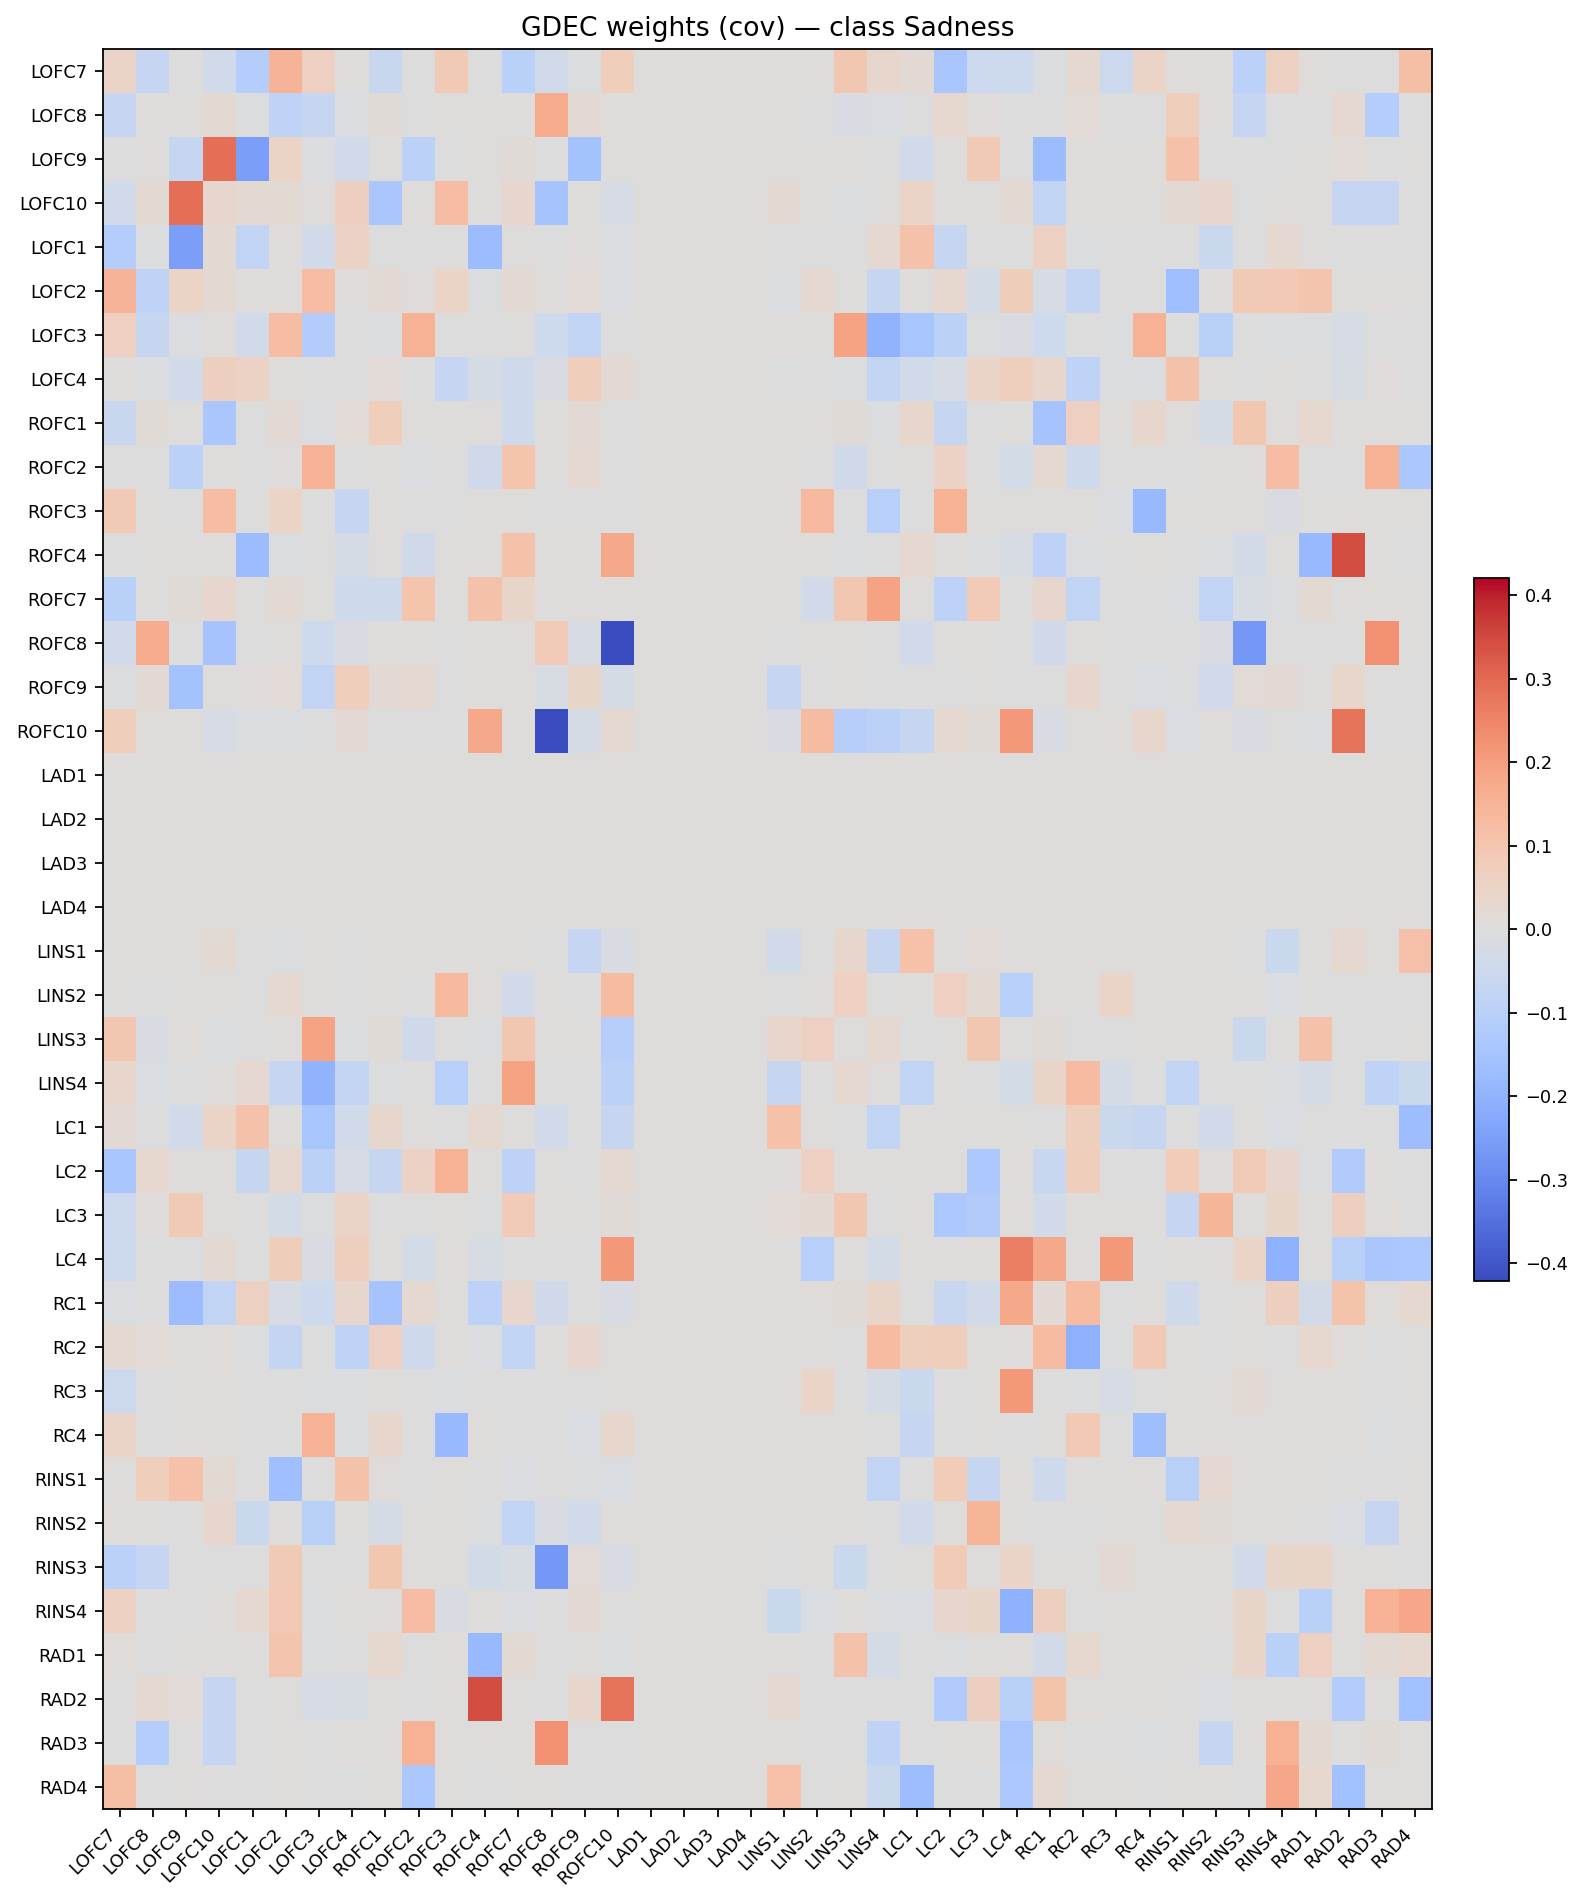 GDEC weights (cov) — class Sadness
LOFC7
LOFC8
LOFC9
LOFC10
LOFC1
LOFC2
LOFC3
LOFC4
ROFC1
ROFC2
ROFC3
ROFC4
ROFC7
ROFC8
ROFC9
ROFC10
LAD1
LAD2
LAD3
LAD4
LINS1
LINS2
LINS3
LINS4
LC1
LC2
LC3
LC4
RC1
RC2
RC3
RC4
RINS1
RINS2
RINS3
RINS4
RAD1
RAD2
RAD3
RAD4
LOFC7 LOFC8 LOFC9 LOFC10 LOFC1 LOFC2 LOFC3 LOFC4 ROFC1 ROFC2 ROFC3 ROFC4 ROFC7 ROFC8 ROFC9 ROFC10 LAD1 LAD2 LAD3 LAD4 LINS1 LINS2 LINS3 LINS4 LC1 LC2 LC3 LC4 RC1 RC2 RC3 RC4 RINS1 RINS2 RINS3 RINS4 RAD1 RAD2 RAD3 RAD4
0.4
0.3
0.2
0.1
0.0
−0.1
−0.2
−0.3
−0.4